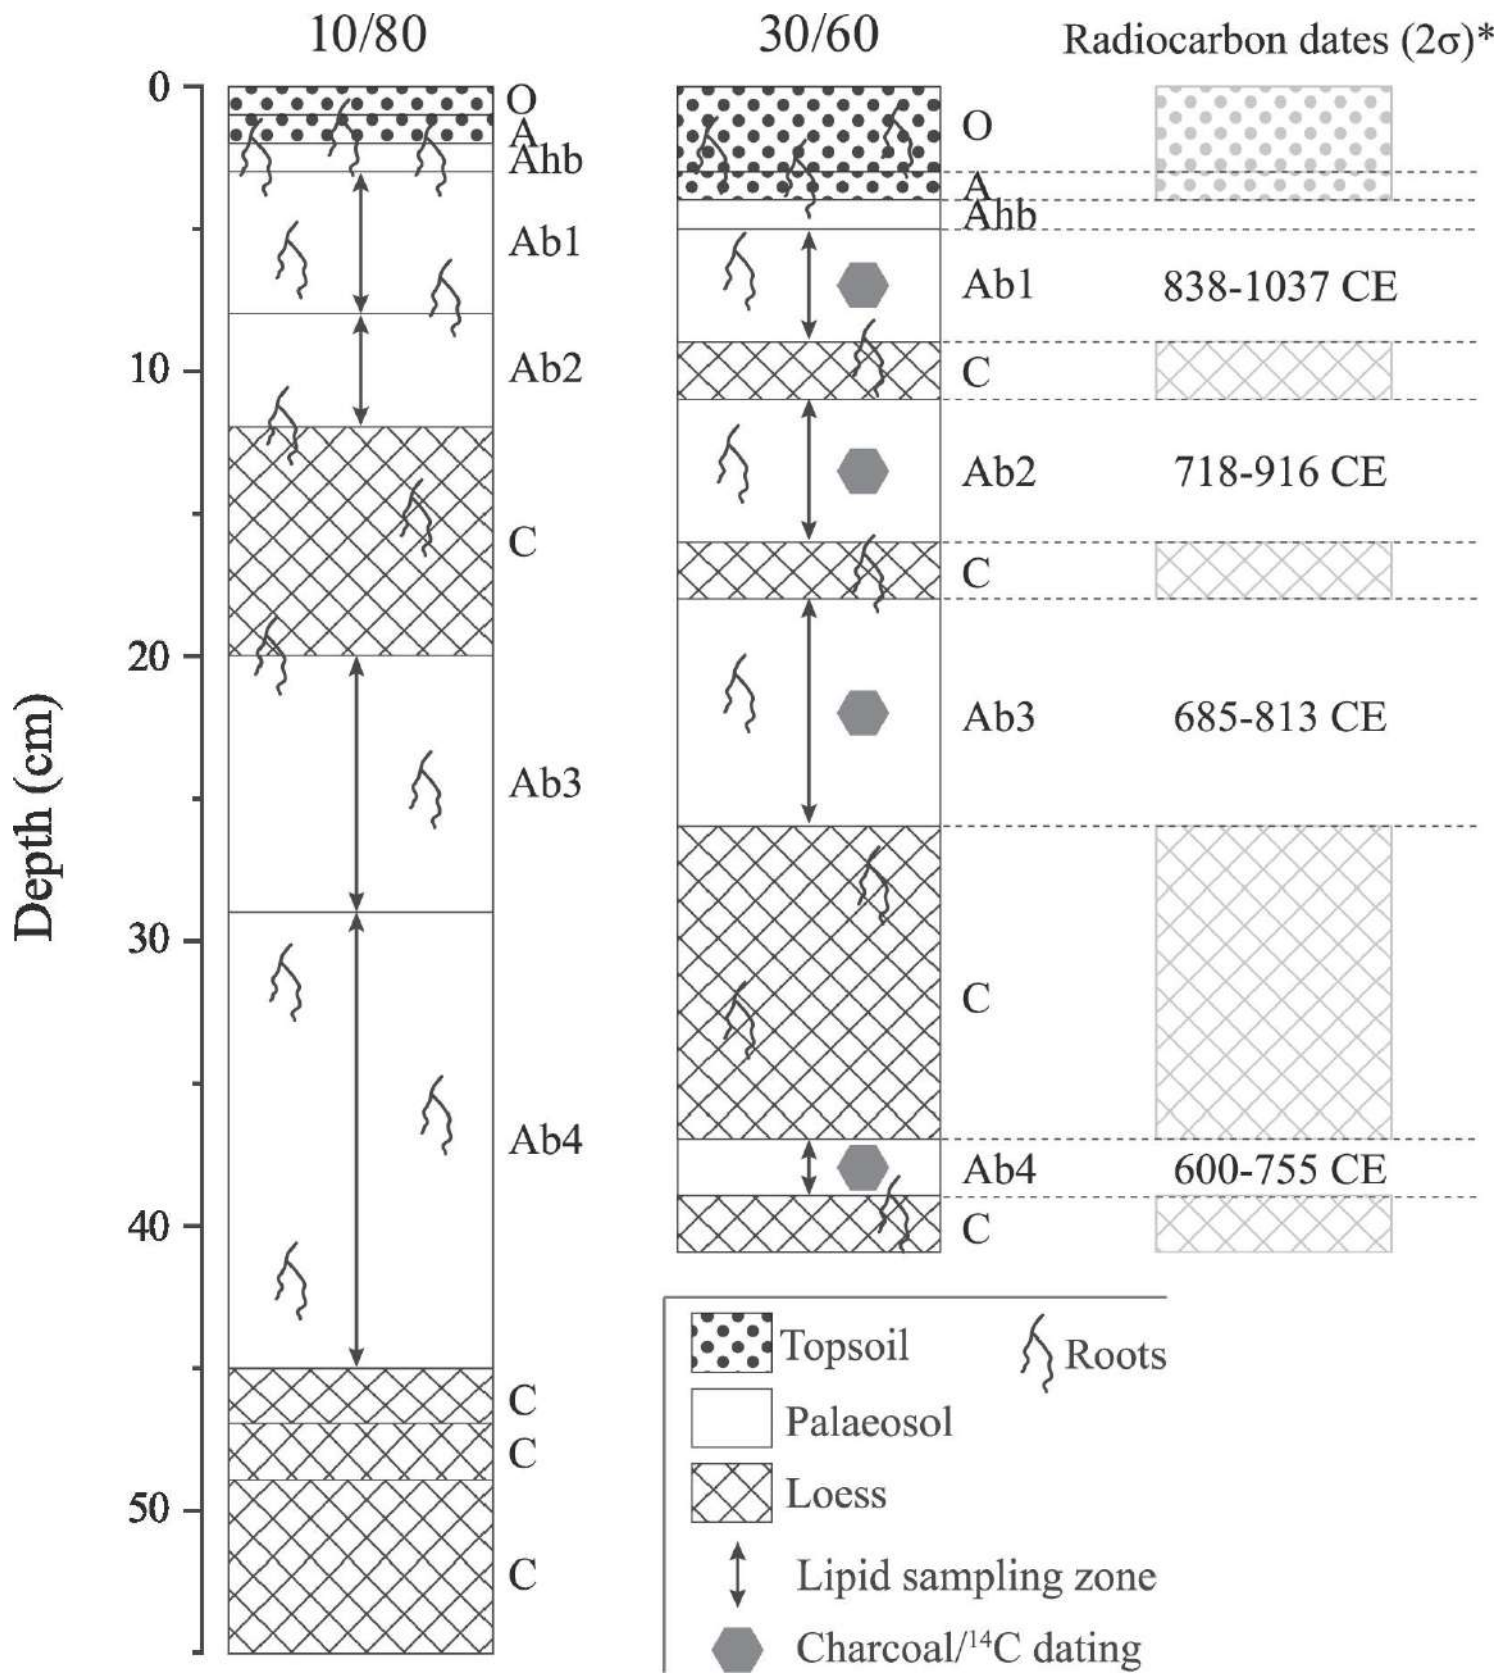 10/80
30/60
Radiocarbon dates (2σ)*
Depth (cm)
0
10
20
30
40
50
O
A
Ahb
Ab1
Ab2
C
Ab3
Ab4
C
C
C
O
A
Ahb
Ab1
838-1037 CE
C
Ab2
718-916 CE
C
Ab3
685-813 CE
C
Ab4
600-755 CE
C
Topsoil
Roots
Palaeosol
Loess
Lipid sampling zone
Charcoal/¹⁴C dating